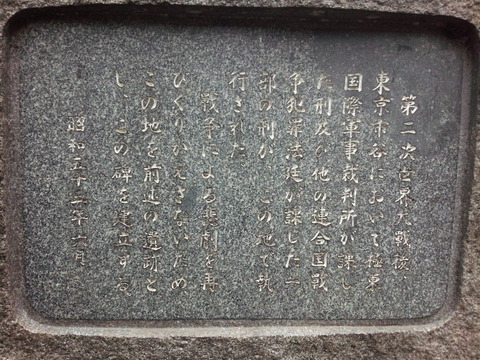 第二次世界大戦後
東京市谷において極東
国際軍事裁判所が課し
た刑及び他の連合国戦
争犯罪法廷が課した一
部の刑が、この地で執
行された。
戦争による悲劇を再
びくりかえさないため
この地を前述の遺跡と
し、この碑を建立する。
昭和五十三年六月